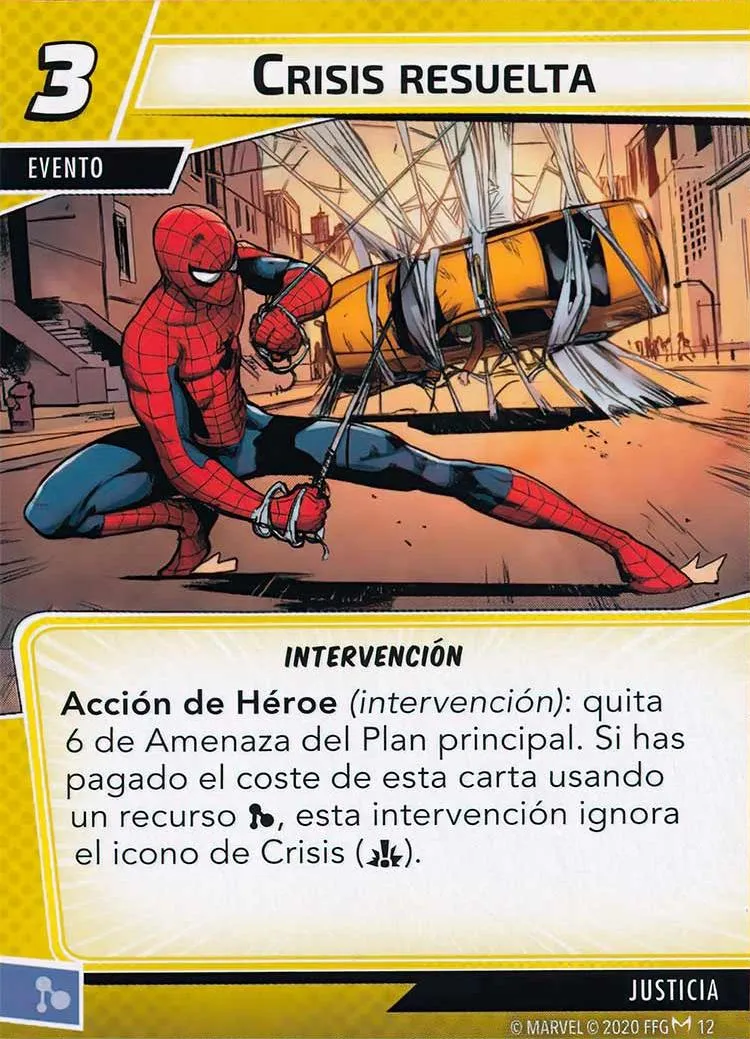 3
CRISIS RESUELTA
EVENTO
INTERVENCIÓN
Acción de Héroe (intervención): quita
6 de Amenaza del Plan principal. Si has
pagado el coste de esta carta usando
un recurso , esta intervención ignora
el icono de Crisis ( ).
JUSTICIA
© MARVEL © 2020 FFG M 12